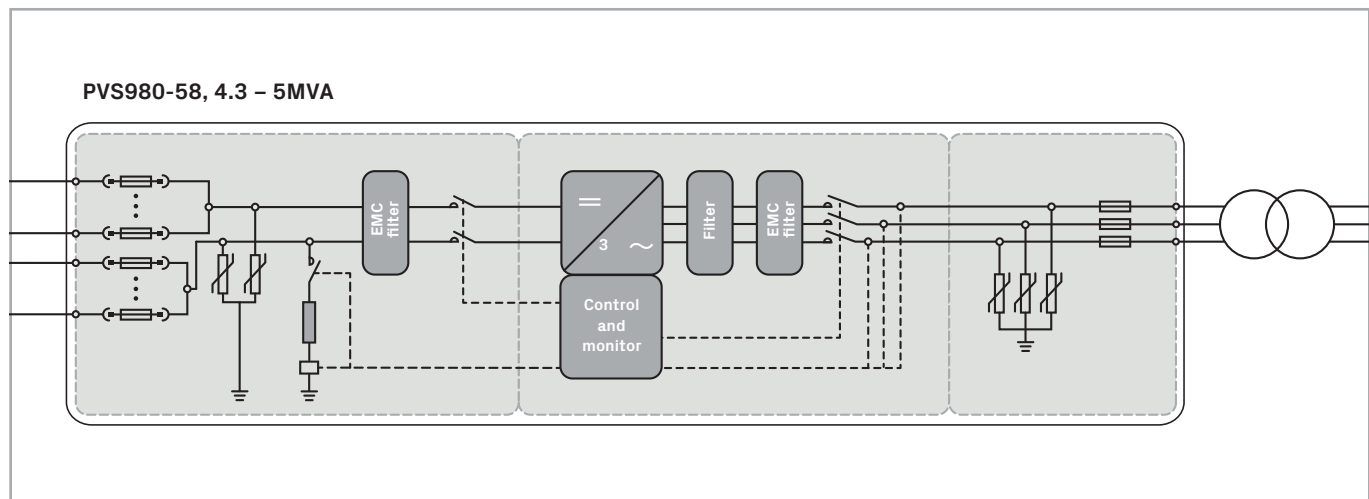 PVS980-58, 4.3 – 5MVA
EMC
filter
3
Filter
EMC
filter
Control
and
monitor